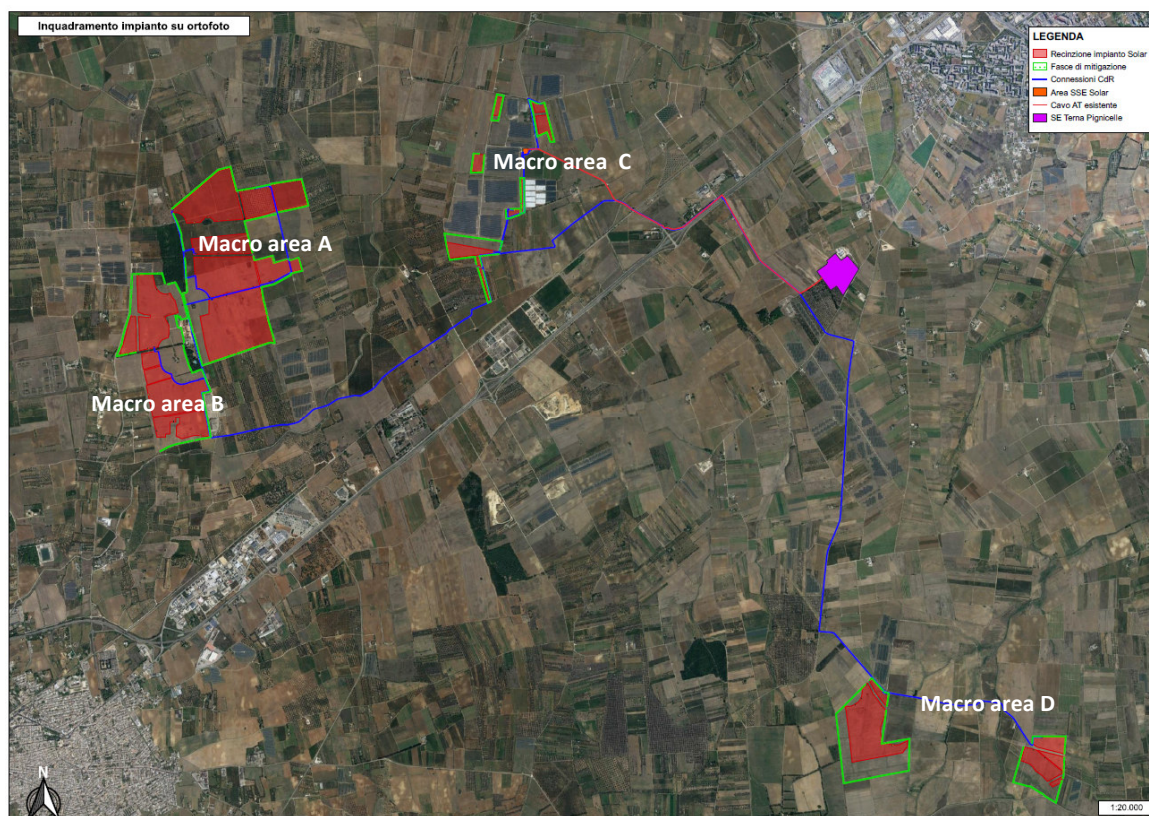 Inquadramento impianto su ortofoto
LEGENDA
Recinzione impianto Solar
Fasce di mitigazione
Connessioni CdR
Area SSE Solar
Cavo AT esistente
SE Terna Pignicelle
Macro area C
Macro area A
Macro area B
Macro area D
N
1:20.000